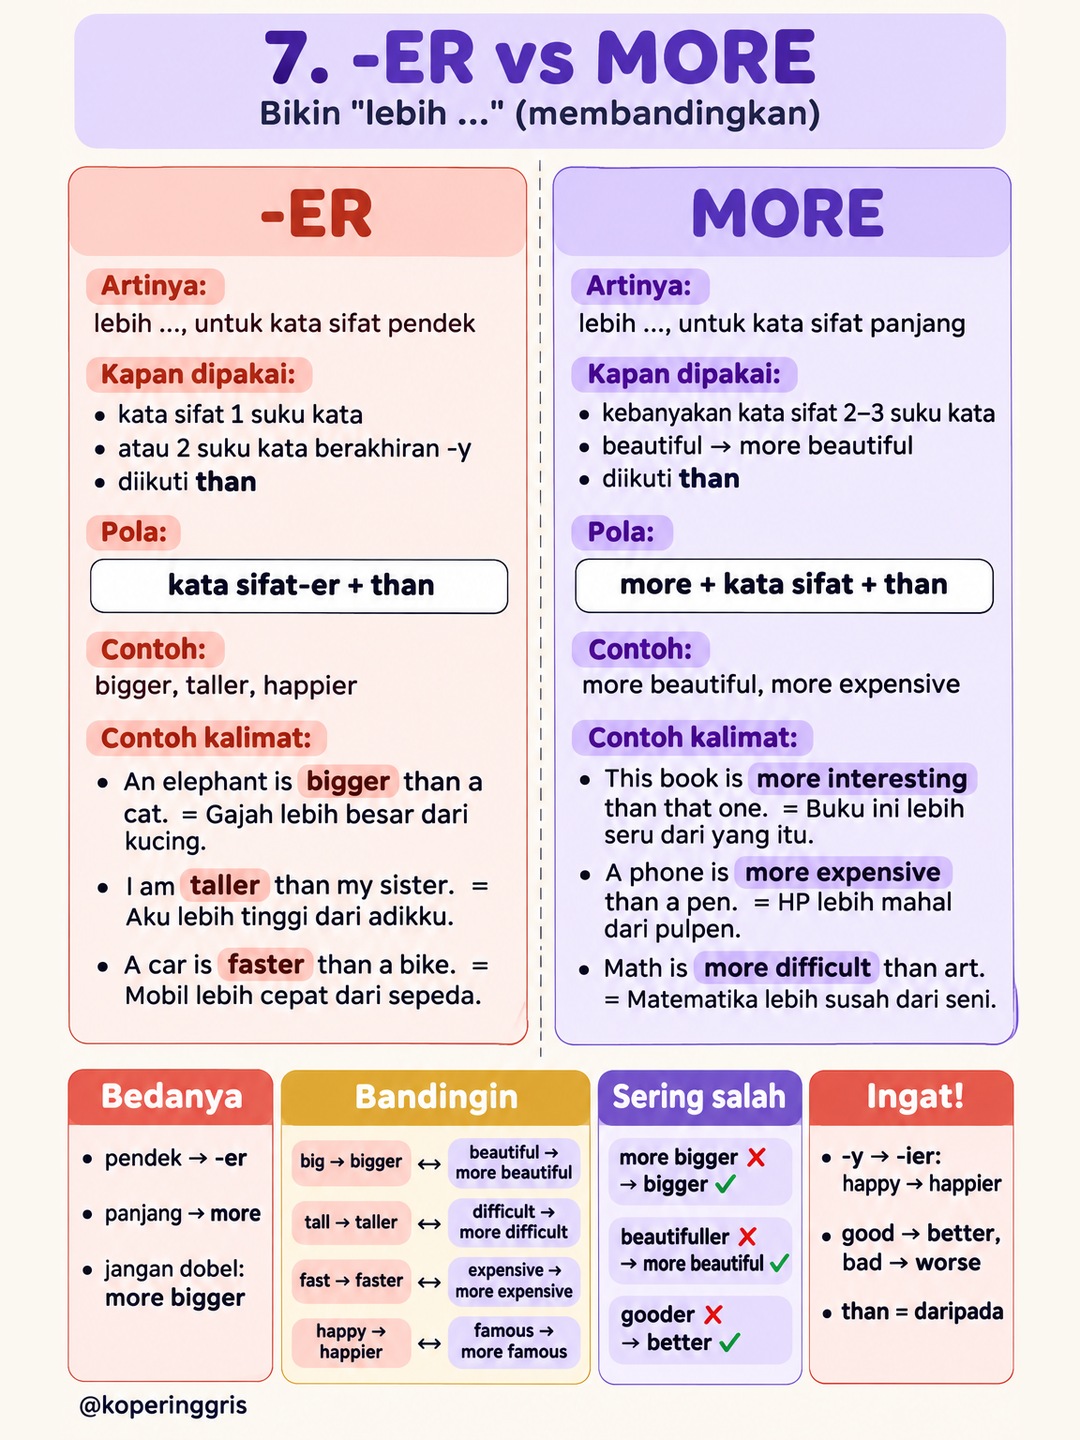 7. -ER vs MORE
Bikin "lebih ..." (membandingkan)
-ER
Artinya:
lebih ..., untuk kata sifat pendek
Kapan dipakai:
• kata sifat 1 suku kata
• atau 2 suku kata berakhiran -y
• diikuti than
Pola:
kata sifat-er + than
Contoh:
bigger, taller, happier
Contoh kalimat:
• An elephant is bigger than a
cat. = Gajah lebih besar dari
kucing.
• I am taller than my sister. =
Aku lebih tinggi dari adikku.
• A car is faster than a bike. =
Mobil lebih cepat dari sepeda.
MORE
Artinya:
lebih ..., untuk kata sifat panjang
Kapan dipakai:
• kebanyakan kata sifat 2–3 suku kata
• beautiful → more beautiful
• diikuti than
Pola:
more + kata sifat + than
Contoh:
more beautiful, more expensive
Contoh kalimat:
• This book is more interesting
than that one. = Buku ini lebih
seru dari yang itu.
• A phone is more expensive
than a pen. = HP lebih mahal
dari pulpen.
• Math is more difficult than art.
= Matematika lebih susah dari seni.
Bedanya
• pendek → -er
• panjang → more
• jangan dobel:
more bigger
Bandingin
big → bigger ↔ beautiful →
more beautiful
tall → taller ↔ difficult →
more difficult
fast → faster ↔ expensive →
more expensive
happy →
happier ↔ famous →
more famous
Sering salah
more bigger ❌
→ bigger ✓
beautifuller ❌
→ more beautiful ✓
gooder ❌
→ better ✓
Ingat!
• -y → -ier:
happy → happier
• good → better,
bad → worse
• than = daripada
@koperinggris